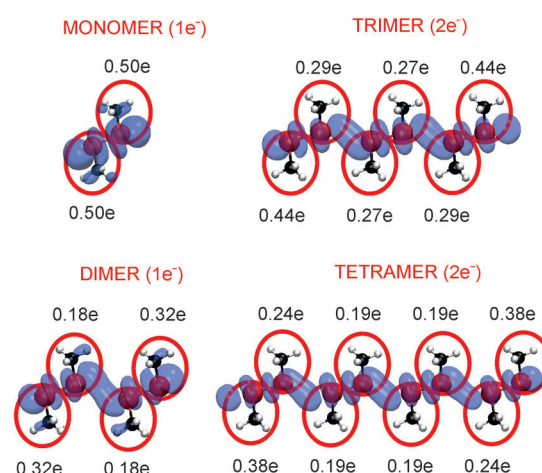 MONOMER (1e⁻)
0.50e
0.50e
TRIMER (2e⁻)
0.29e 0.27e 0.44e
0.44e 0.27e 0.29e
DIMER (1e⁻)
0.18e 0.32e
0.32e 0.18e
TETRAMER (2e⁻)
0.24e 0.19e 0.19e 0.38e
0.38e 0.19e 0.19e 0.24e